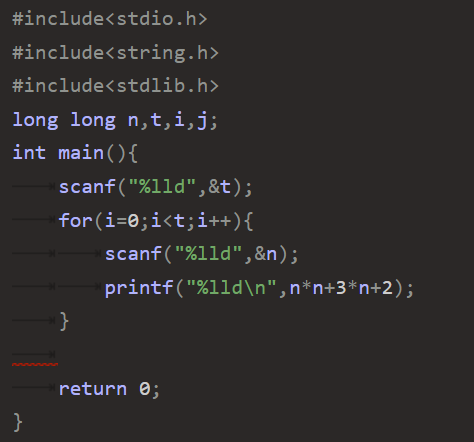 #include<stdio.h>
#include<string.h>
#include<stdlib.h>
long long n,t,i,j;
int main(){
    scanf("%lld",&t);
    for(i=0;i<t;i++){
        scanf("%lld",&n);
        printf("%lld\n",n*n+3*n+2);
    }
    return 0;
}